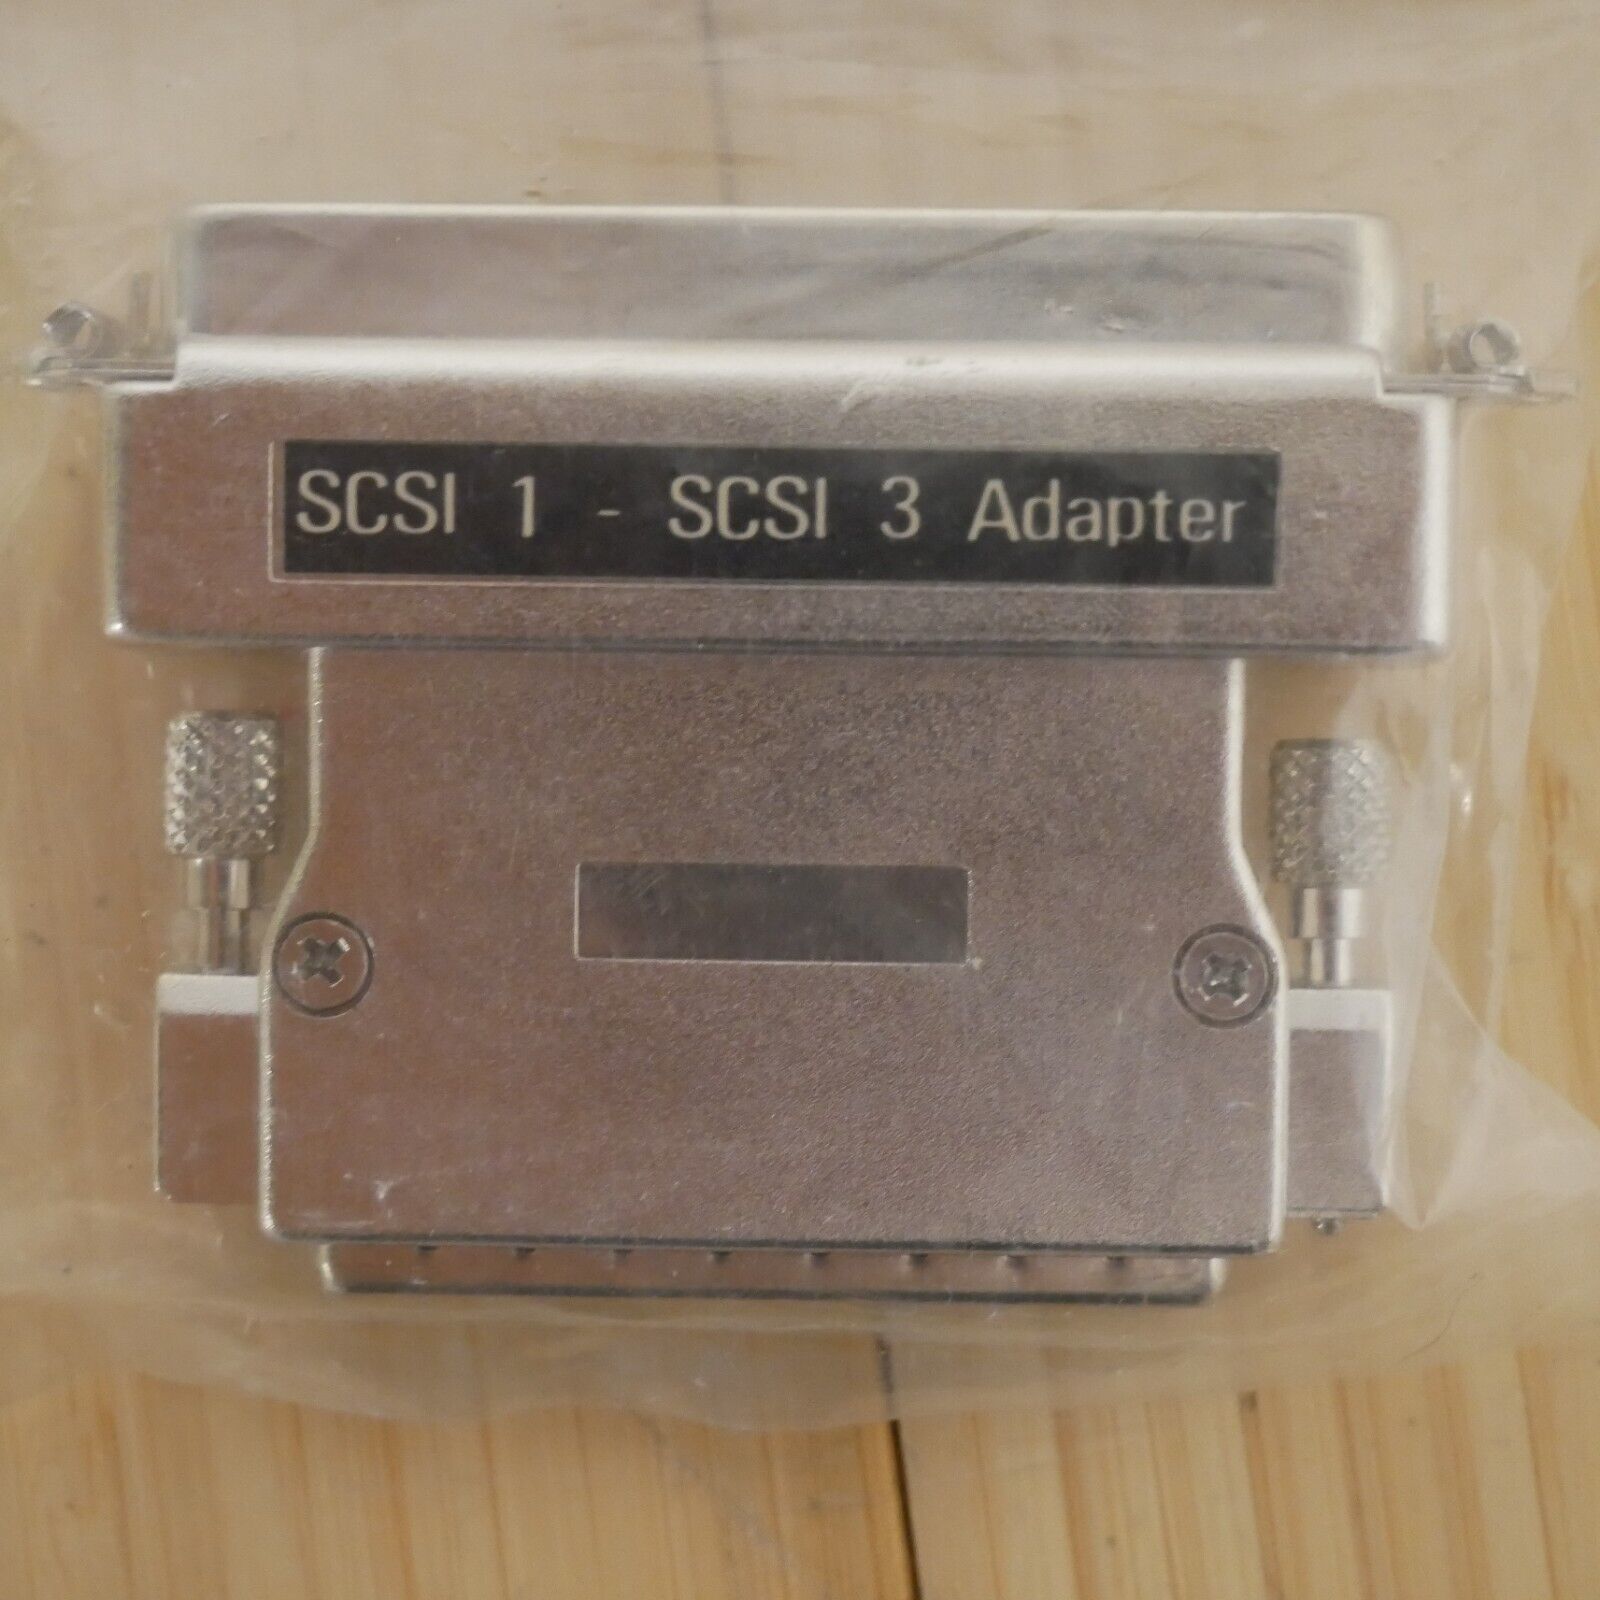 SCSI 1 - SCSI 3 Adapter